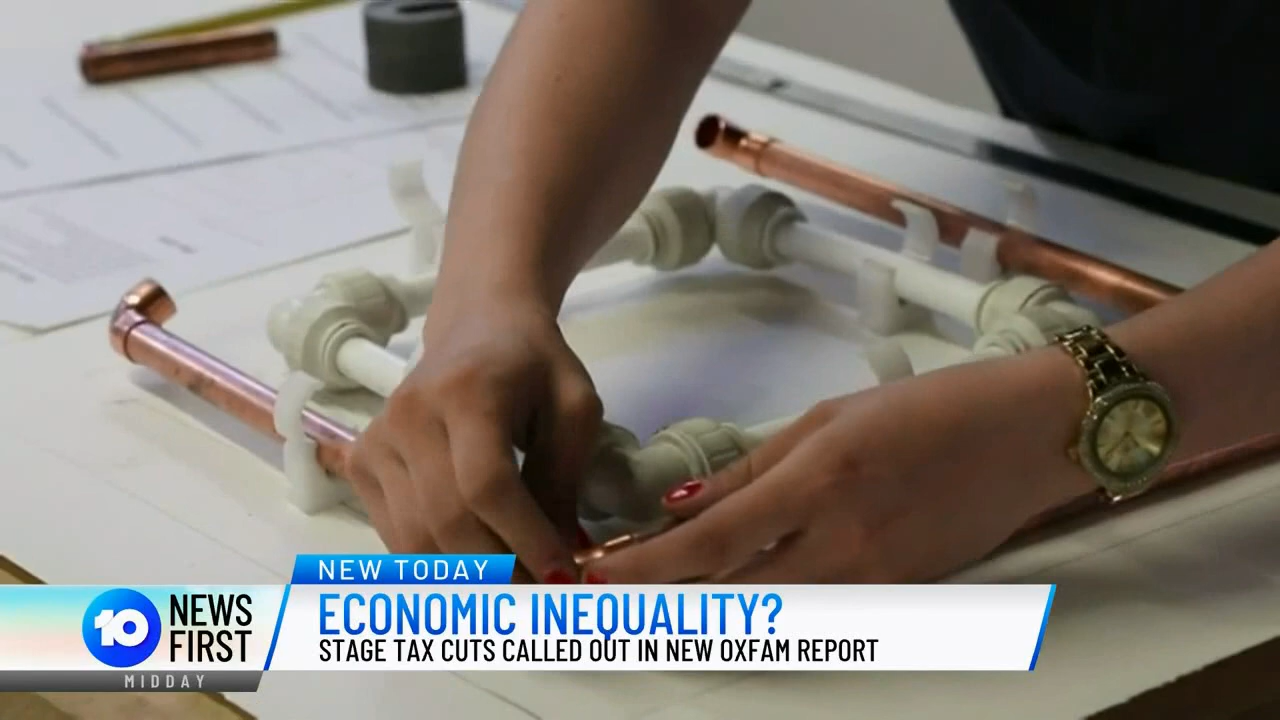 NEW TODAY
10 NEWS FIRST
MIDDAY
ECONOMIC INEQUALITY?
STAGE TAX CUTS CALLED OUT IN NEW OXFAM REPORT